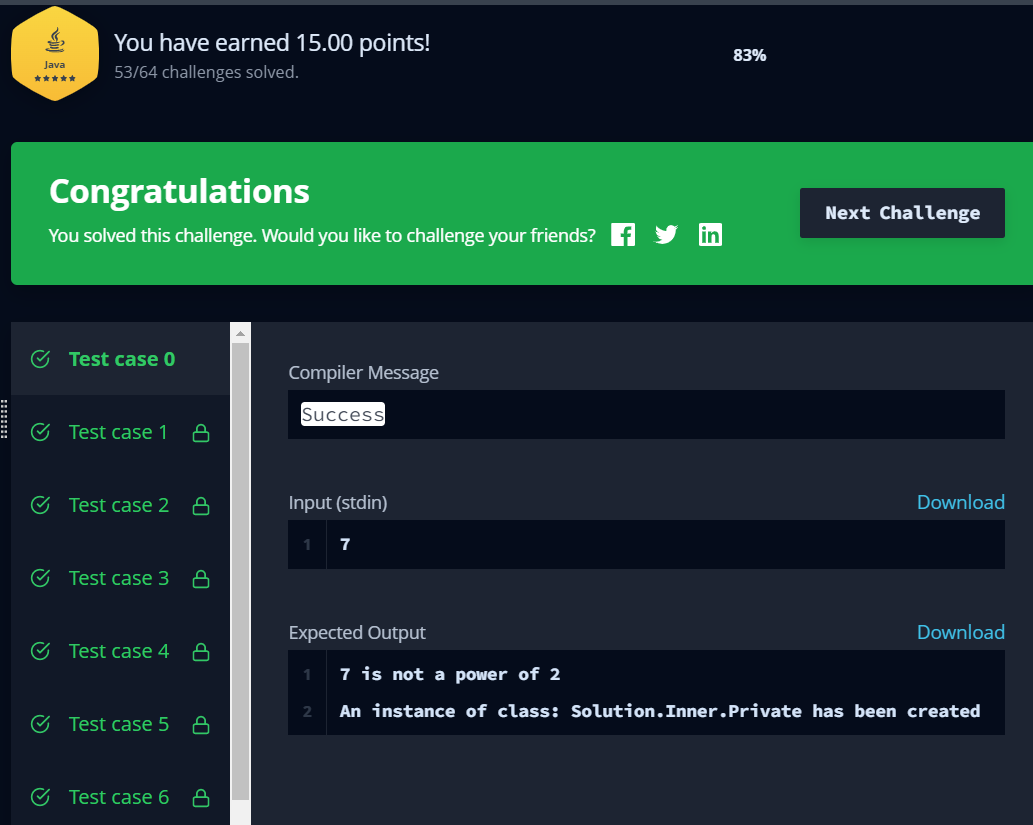 Java
You have earned 15.00 points!
53/64 challenges solved.
83%
Congratulations
You solved this challenge. Would you like to challenge your friends?
Next Challenge
Test case 0
Test case 1
Test case 2
Test case 3
Test case 4
Test case 5
Test case 6
Compiler Message
Success
Input (stdin)
Download
1 7
Expected Output
Download
1 7 is not a power of 2
2 An instance of class: Solution.Inner.Private has been created